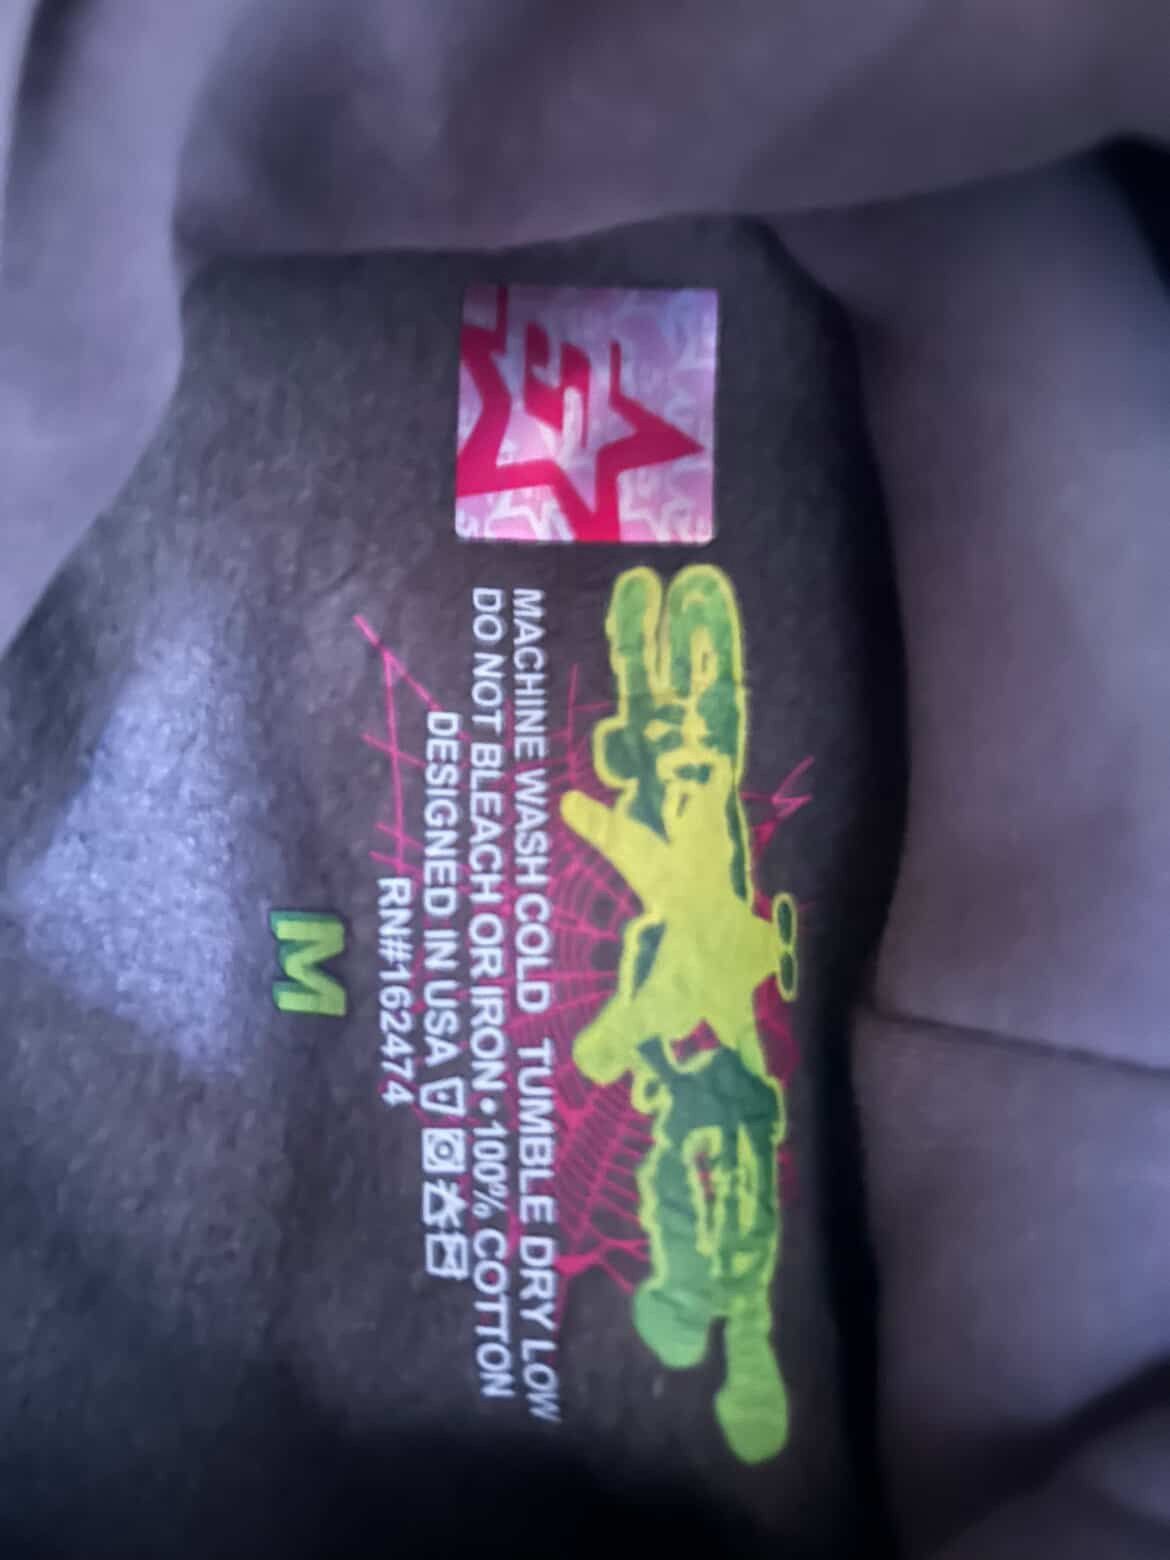 MACHINE WASH COLD TUMBLE DRY LOW
DO NOT BLEACH OR IRON • 100% COTTON
DESIGNED IN USA
RN#162474
M